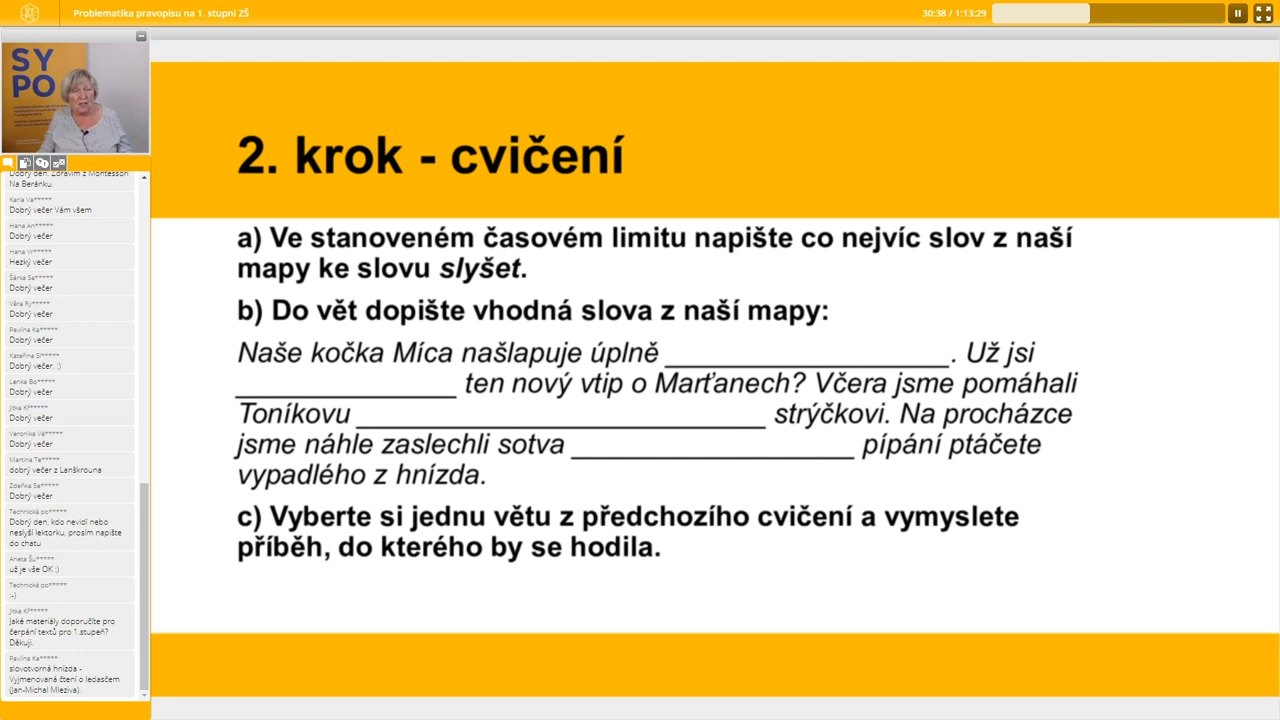 Problematika pravopisu na 1. stupni ZŠ
30:38 / 1:13:29
SY
PO
2. krok - cvičení
a) Ve stanoveném časovém limitu napište co nejvíc slov z naší
mapy ke slovu slyšet.
b) Do vět dopište vhodná slova z naší mapy:
Naše kočka Míca našlapuje úplně ___________________. Už jsi
_______________ ten nový vtip o Marťanech? Včera jsme pomáhali
Toníkovu ____________________________ strýčkovi. Na procházce
jsme náhle zaslechli sotva ___________________ pípání ptáčete
vypadlého z hnízda.
c) Vyberte si jednu větu z předchozího cvičení a vymyslete
příběh, do kterého by se hodila.
Dobrý den. Zdravím z Montessori
Na Beránku.
Karla Va*****
Dobrý večer Vám všem
Hana An*****
Dobrý večer
Hana Vr*****
Hezký večer
Šárka Se*****
Dobrý večer
Věra Ry*****
Dobrý večer
Pavlína Ka*****
Dobrý večer
Kateřina Sl*****
Dobrý večer. :)
Lenka Bo*****
Dobrý večer
Jitka Kř*****
Dobrý večer
Veronika Vá*****
Dobrý večer
Martina Te*****
dobrý večer z Lanškrouna
Zdeňka Se*****
Dobrý večer
Technická po*****
Dobrý den, kdo nevidí nebo
neslyší lektorku, prosím napište
do chatu
Aneta Šu*****
už je vše OK :)
Technická po*****
:-)
Jitka Kř*****
Jaké materiály doporučíte pro
čerpání textů pro 1.stupeň?
Děkuji.
Pavlína Ka*****
slovotvorná hnízda -
Vyjmenovaná čtení o ledasčem
(Jan-Michal Mleziva).